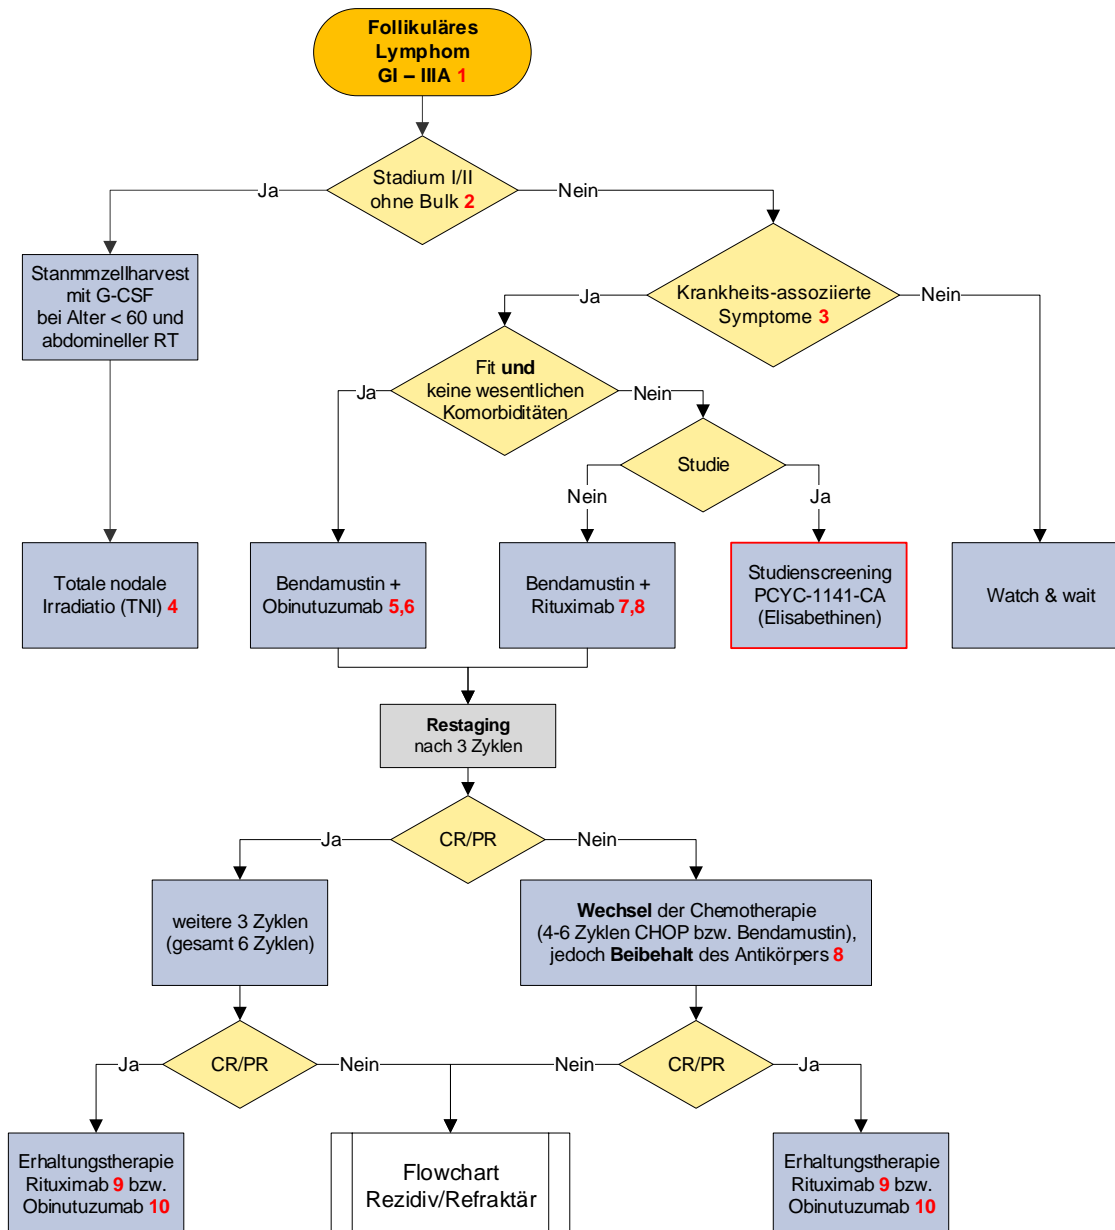 Follikuläres
Lymphom
GI – IIIA 1
Stadium I/II
ohne Bulk 2
Ja
Nein
Stanmmzellharvest
mit G-CSF
bei Alter < 60 und
abdomineller RT
Krankheits-assoziierte
Symptome 3
Ja
Nein
Fit und
keine wesentlichen
Komorbiditäten
Ja
Nein
Studie
Nein
Ja
Totale nodale
Irradiatio (TNI) 4
Bendamustin +
Obinutuzumab 5,6
Bendamustin +
Rituximab 7,8
Studienscreening
PCYC-1141-CA
(Elisabethinen)
Watch & wait
Restaging
nach 3 Zyklen
CR/PR
Ja
Nein
weitere 3 Zyklen
(gesamt 6 Zyklen)
Wechsel der Chemotherapie
(4-6 Zyklen CHOP bzw. Bendamustin),
jedoch Beibehalt des Antikörpers 8
CR/PR
Ja
Nein
CR/PR
Nein
Ja
Erhaltungstherapie
Rituximab 9 bzw.
Obinutuzumab 10
Flowchart
Rezidiv/Refraktär
Erhaltungstherapie
Rituximab 9 bzw.
Obinutuzumab 10